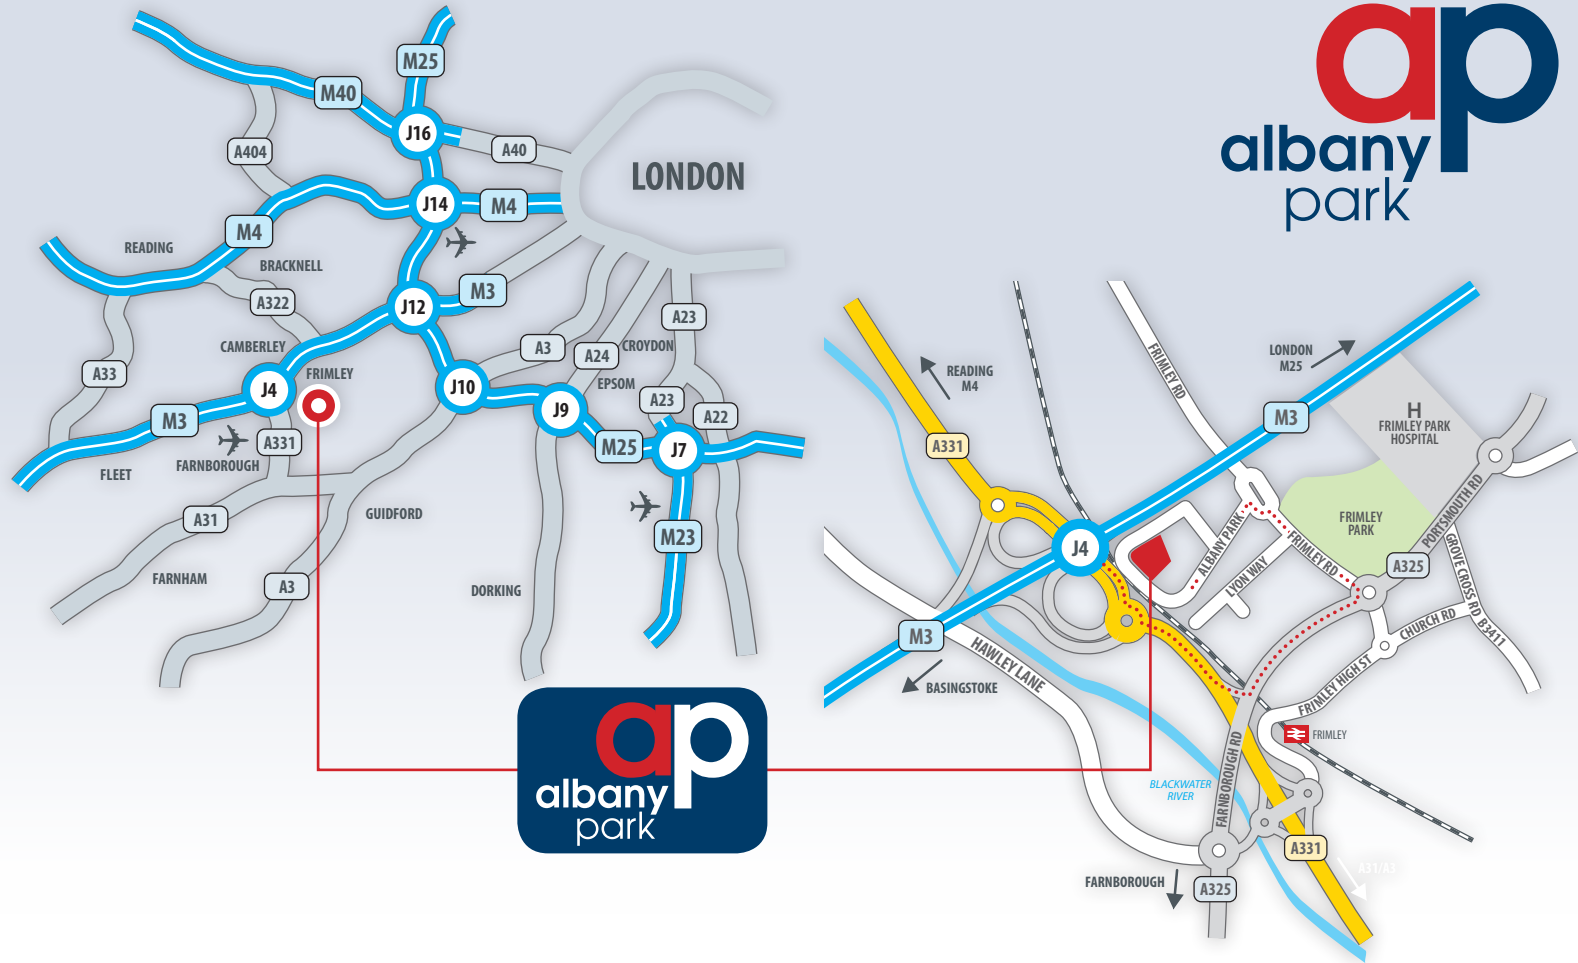 M25
M40
J16
A404
A40
LONDON
J14
M4
M4
READING
BRACKNELL
A322
J12
M3
A23
CAMBERLEY
A3
A24
CROYDON
A33
FRIMLEY
J4
J10
EPSOM
J9
A23
A22
M3
A331
M25
J7
FLEET
FARNBOROUGH
A31
GUIDFORD
M23
FARNHAM
A3
DORKING
ap
albany
park
ap
albany
park
FRIMLEY RD
LONDON
M25
READING
M4
M3
H
FRIMLEY PARK
HOSPITAL
A331
PORTSMOUTH RD
FRIMLEY
PARK
J4
ALBANY PARK
FRIMLEY RD
LYON WAY
A325
GROVE CROSS RD B3411
M3
CHURCH RD
HAWLEY LANE
BASINGSTOKE
FRIMLEY HIGH ST
FRIMLEY
FARNBOROUGH RD
BLACKWATER
RIVER
A331
A31/A3
FARNBOROUGH
A325